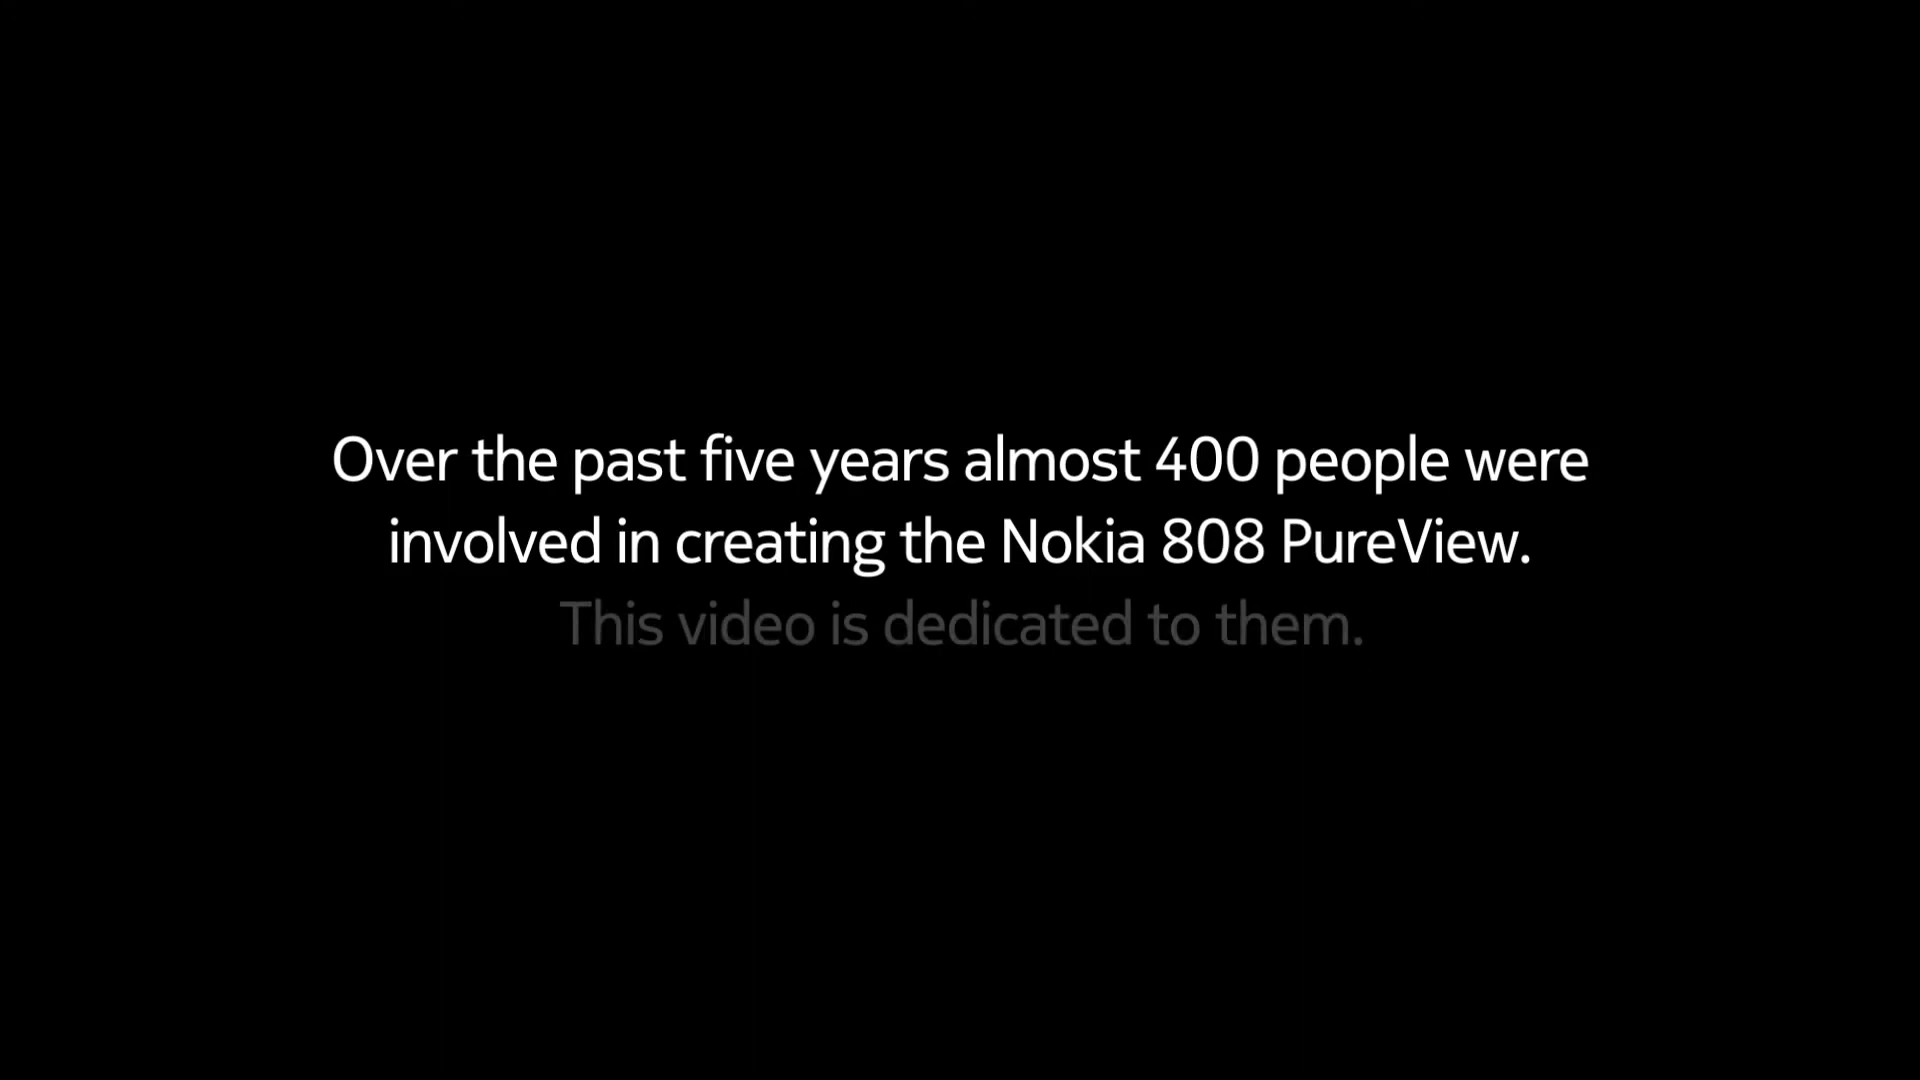 Over the past five years almost 400 people were
involved in creating the Nokia 808 PureView.
This video is dedicated to them.